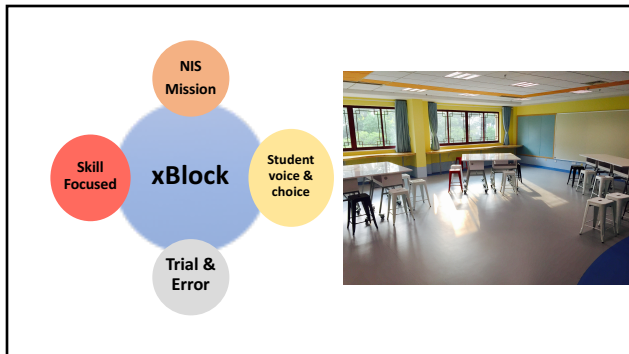 NIS
Mission
Skill
Focused
xBlock
Student
voice &
choice
Trial &
Error